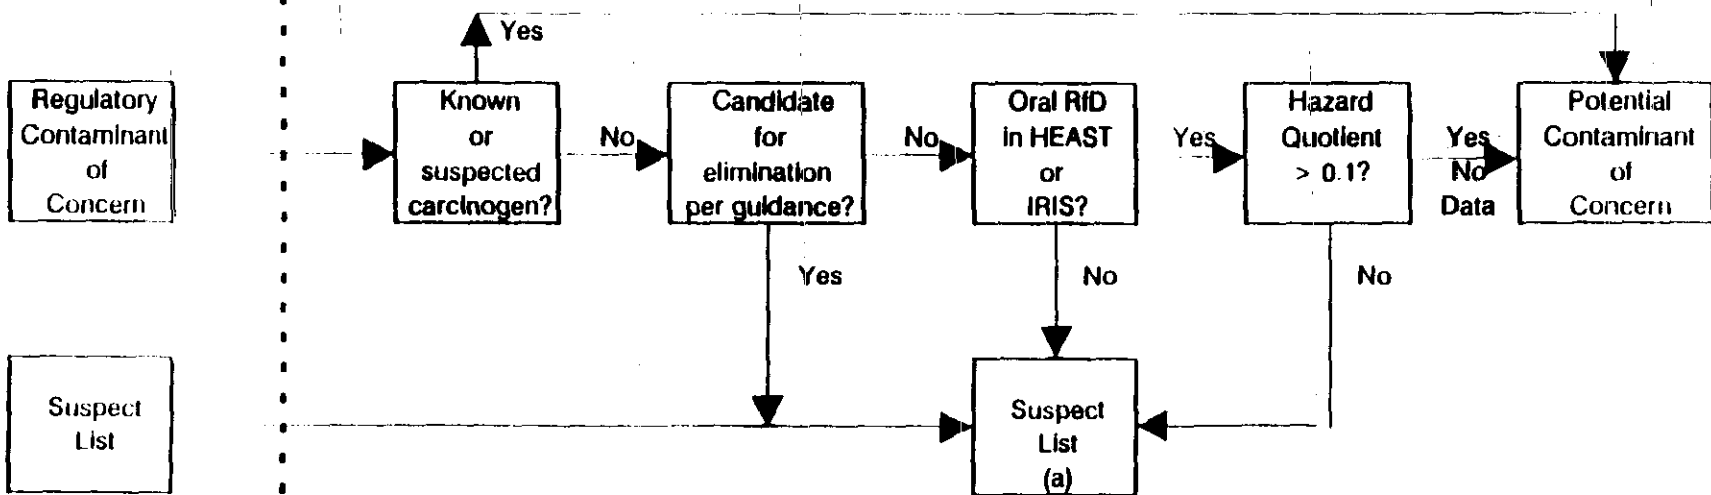 Yes
Regulatory
Contaminant
of
Concern
Known
or
suspected
carcinogen?
No
Candidate
for
elimination
per guidance?
No
Oral RfD
in HEAST
or
IRIS?
Yes
Hazard
Quotient
> 0.1?
Yes
No
Data
Potential
Contaminant
of
Concern
Yes
No
No
Suspect
List
Suspect
List
(a)